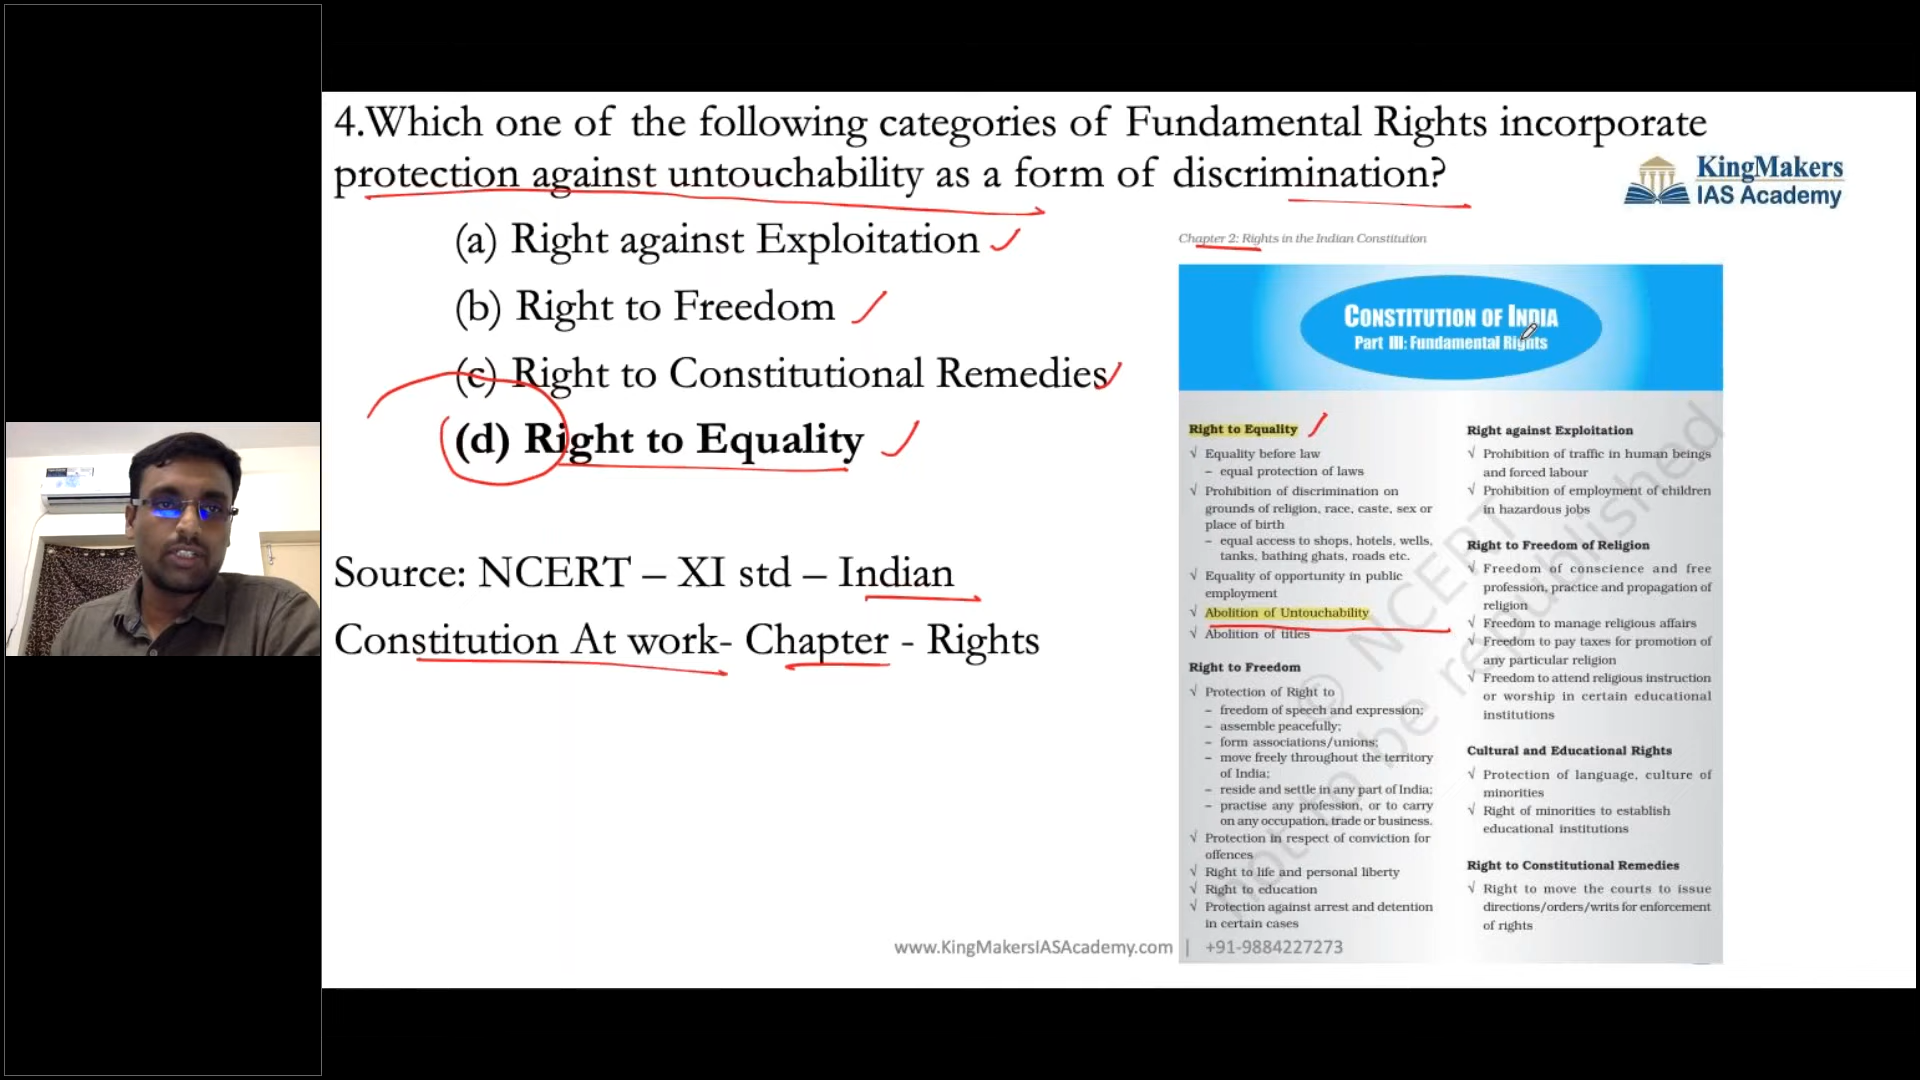 4.Which one of the following categories of Fundamental Rights incorporate
protection against untouchability as a form of discrimination?
KingMakers
IAS Academy
(a) Right against Exploitation
(b) Right to Freedom
(c) Right to Constitutional Remedies
(d) Right to Equality
Source: NCERT – XI std – Indian
Constitution At work- Chapter - Rights
Chapter 2: Rights in the Indian Constitution
CONSTITUTION OF INDIA
Part III: Fundamental Rights
Right to Equality
√ Equality before law
– equal protection of laws
√ Prohibition of discrimination on
grounds of religion, race, caste, sex or
place of birth
– equal access to shops, hotels, wells,
tanks, bathing ghats, roads etc.
√ Equality of opportunity in public
employment
√ Abolition of Untouchability
√ Abolition of titles
Right to Freedom
√ Protection of Right to
– freedom of speech and expression;
– assemble peacefully;
– form associations/unions;
– move freely throughout the territory
of India;
– reside and settle in any part of India;
– practise any profession, or to carry
on any occupation, trade or business.
√ Protection in respect of conviction for
offences
√ Right to life and personal liberty
√ Right to education
√ Protection against arrest and detention
in certain cases
Right against Exploitation
√ Prohibition of traffic in human beings
and forced labour
√ Prohibition of employment of children
in hazardous jobs
Right to Freedom of Religion
√ Freedom of conscience and free
profession, practice and propagation of
religion
√ Freedom to manage religious affairs
√ Freedom to pay taxes for promotion of
any particular religion
√ Freedom to attend religious instruction
or worship in certain educational
institutions
Cultural and Educational Rights
√ Protection of language, culture of
minorities
√ Right of minorities to establish
educational institutions
Right to Constitutional Remedies
√ Right to move the courts to issue
directions/orders/writs for enforcement
of rights
© NCERT
not to be republished
www.KingMakersIASAcademy.com | +91-9884227273